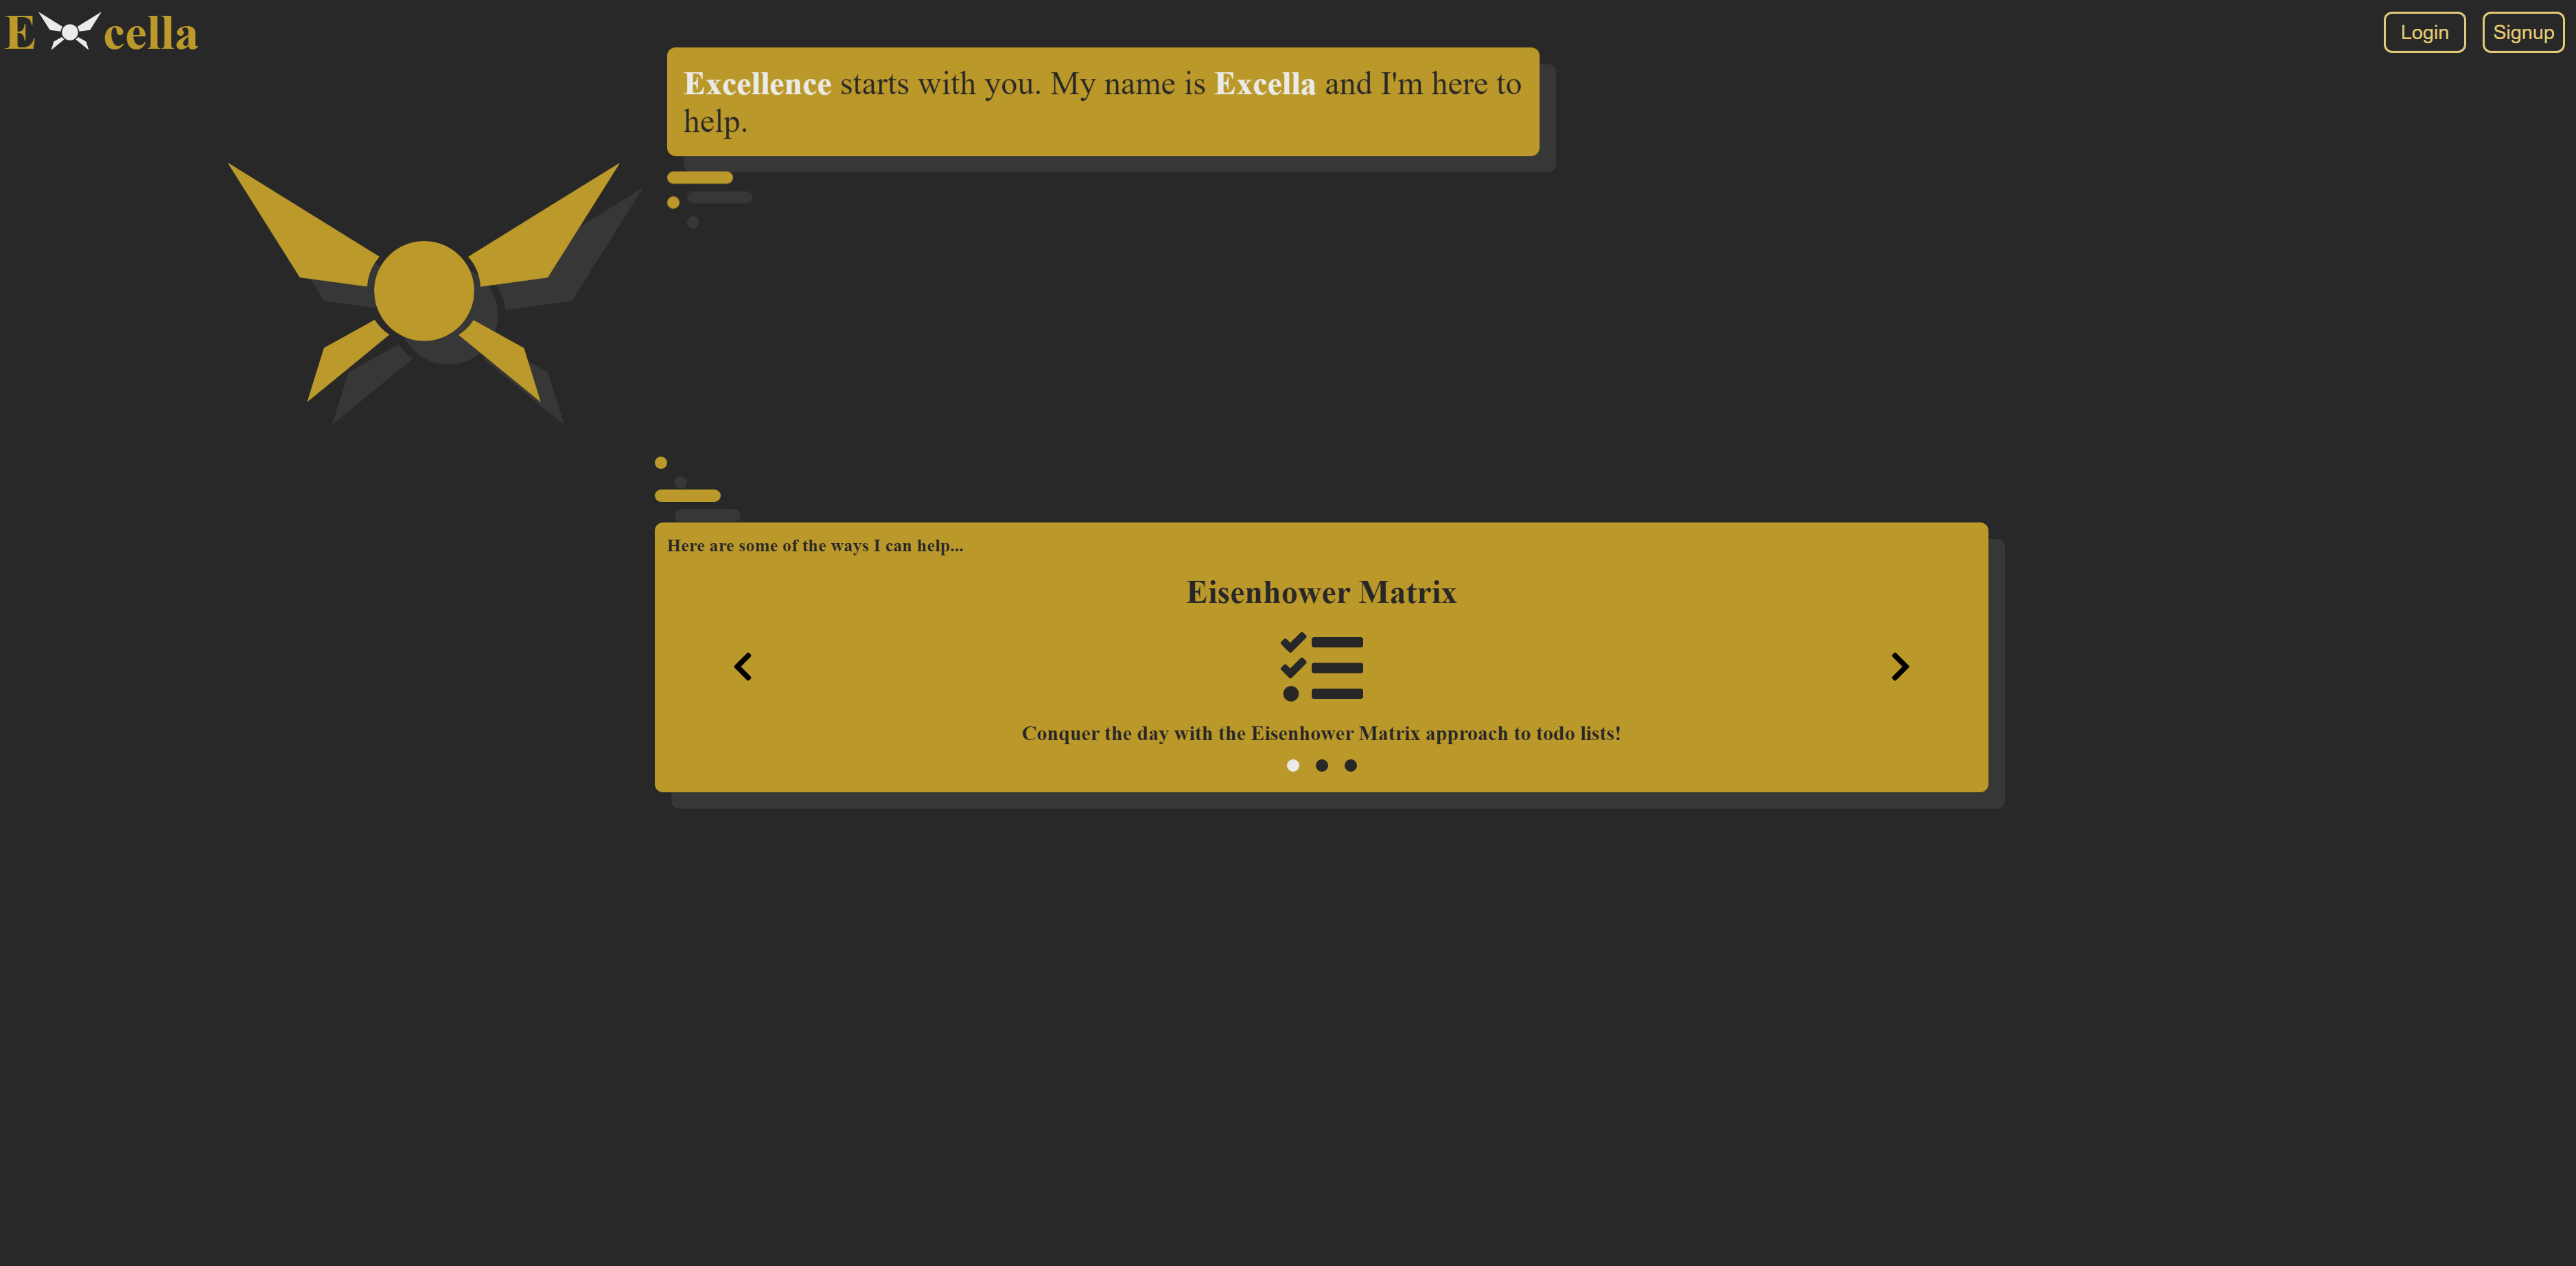 Excella
Login
Signup
Excellence starts with you. My name is Excella and I'm here to
help.
Here are some of the ways I can help...
Eisenhower Matrix
Conquer the day with the Eisenhower Matrix approach to todo lists!